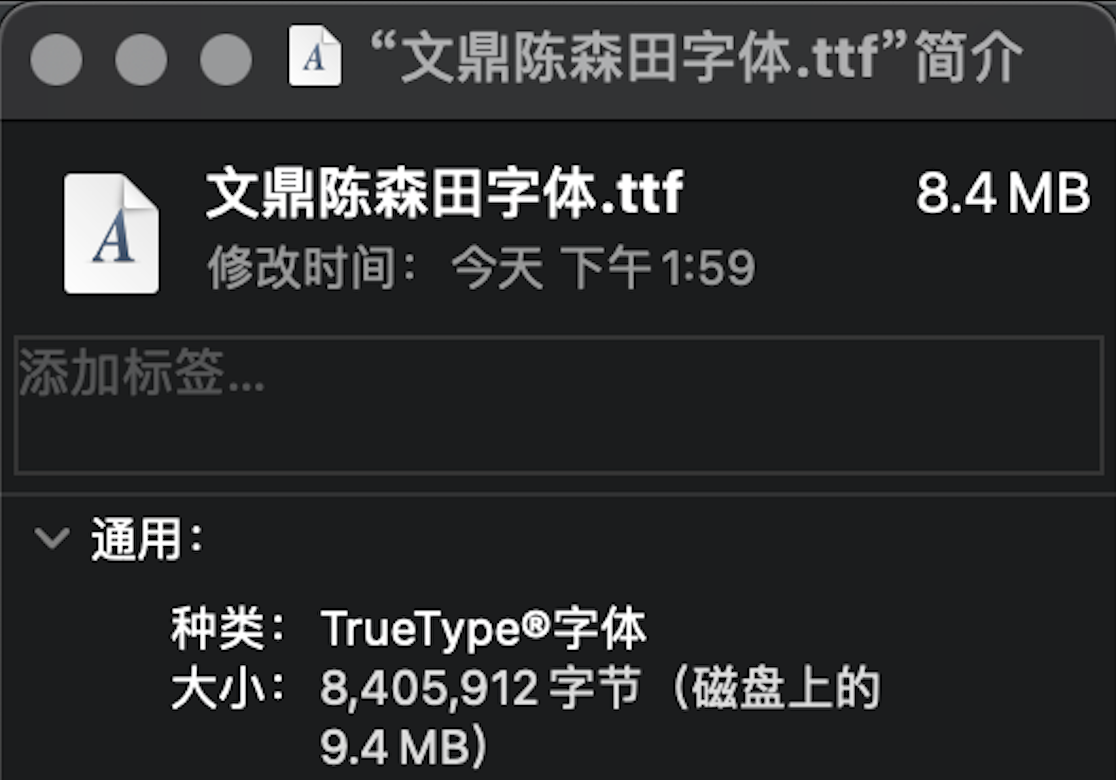 “文鼎陈森田字体.ttf”简介
文鼎陈森田字体.ttf 8.4 MB
修改时间： 今天 下午 1:59
添加标签...
通用：
种类： TrueType®字体
大小： 8,405,912 字节（磁盘上的
9.4 MB)